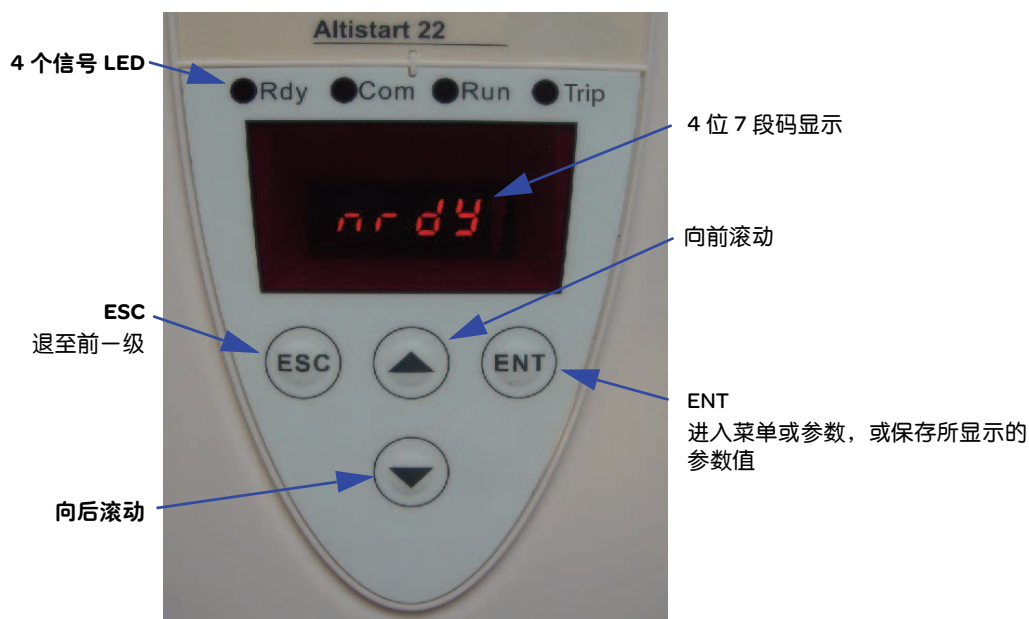 Altistart 22
4 个信号 LED
Rdy Com Run Trip
4 位 7 段码显示
nrdY
向前滚动
ESC
退至前一级
ESC
ENT
ENT
进入菜单或参数，或保存所显示的
参数值
向后滚动